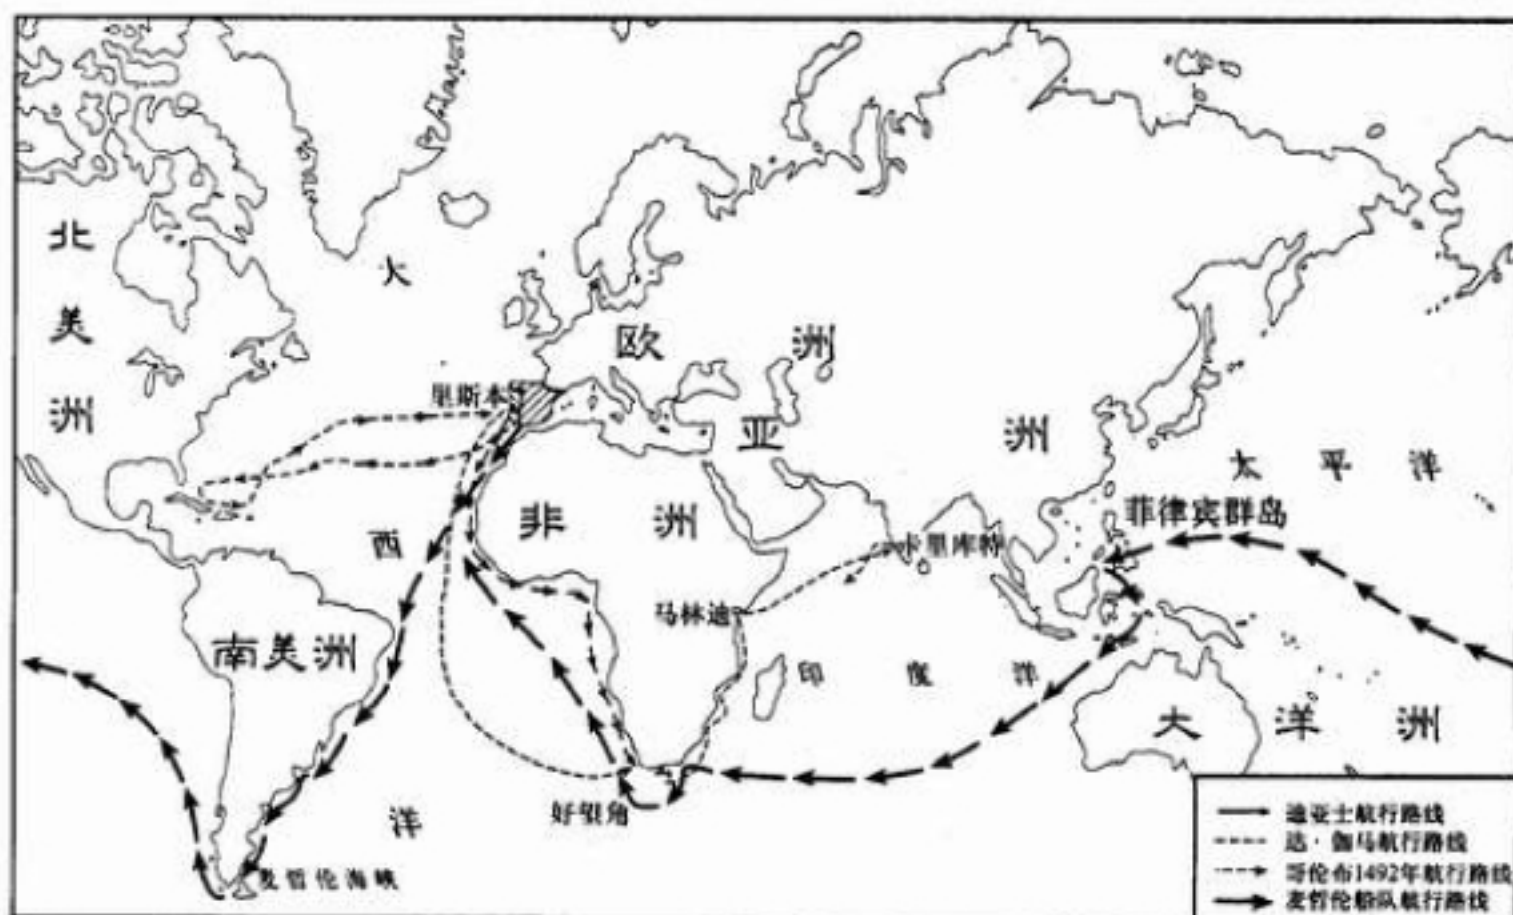 北美洲
大
欧 洲
里斯本
亚 洲
太 平 洋
菲律宾群岛
西
非 洲
卡里库特
马林迪
南美洲
印 度 洋
大 洋 洲
好望角
洋
麦哲伦海峡
迪亚士航行路线
达·伽马航行路线
哥伦布1492年航行路线
麦哲伦船队航行路线